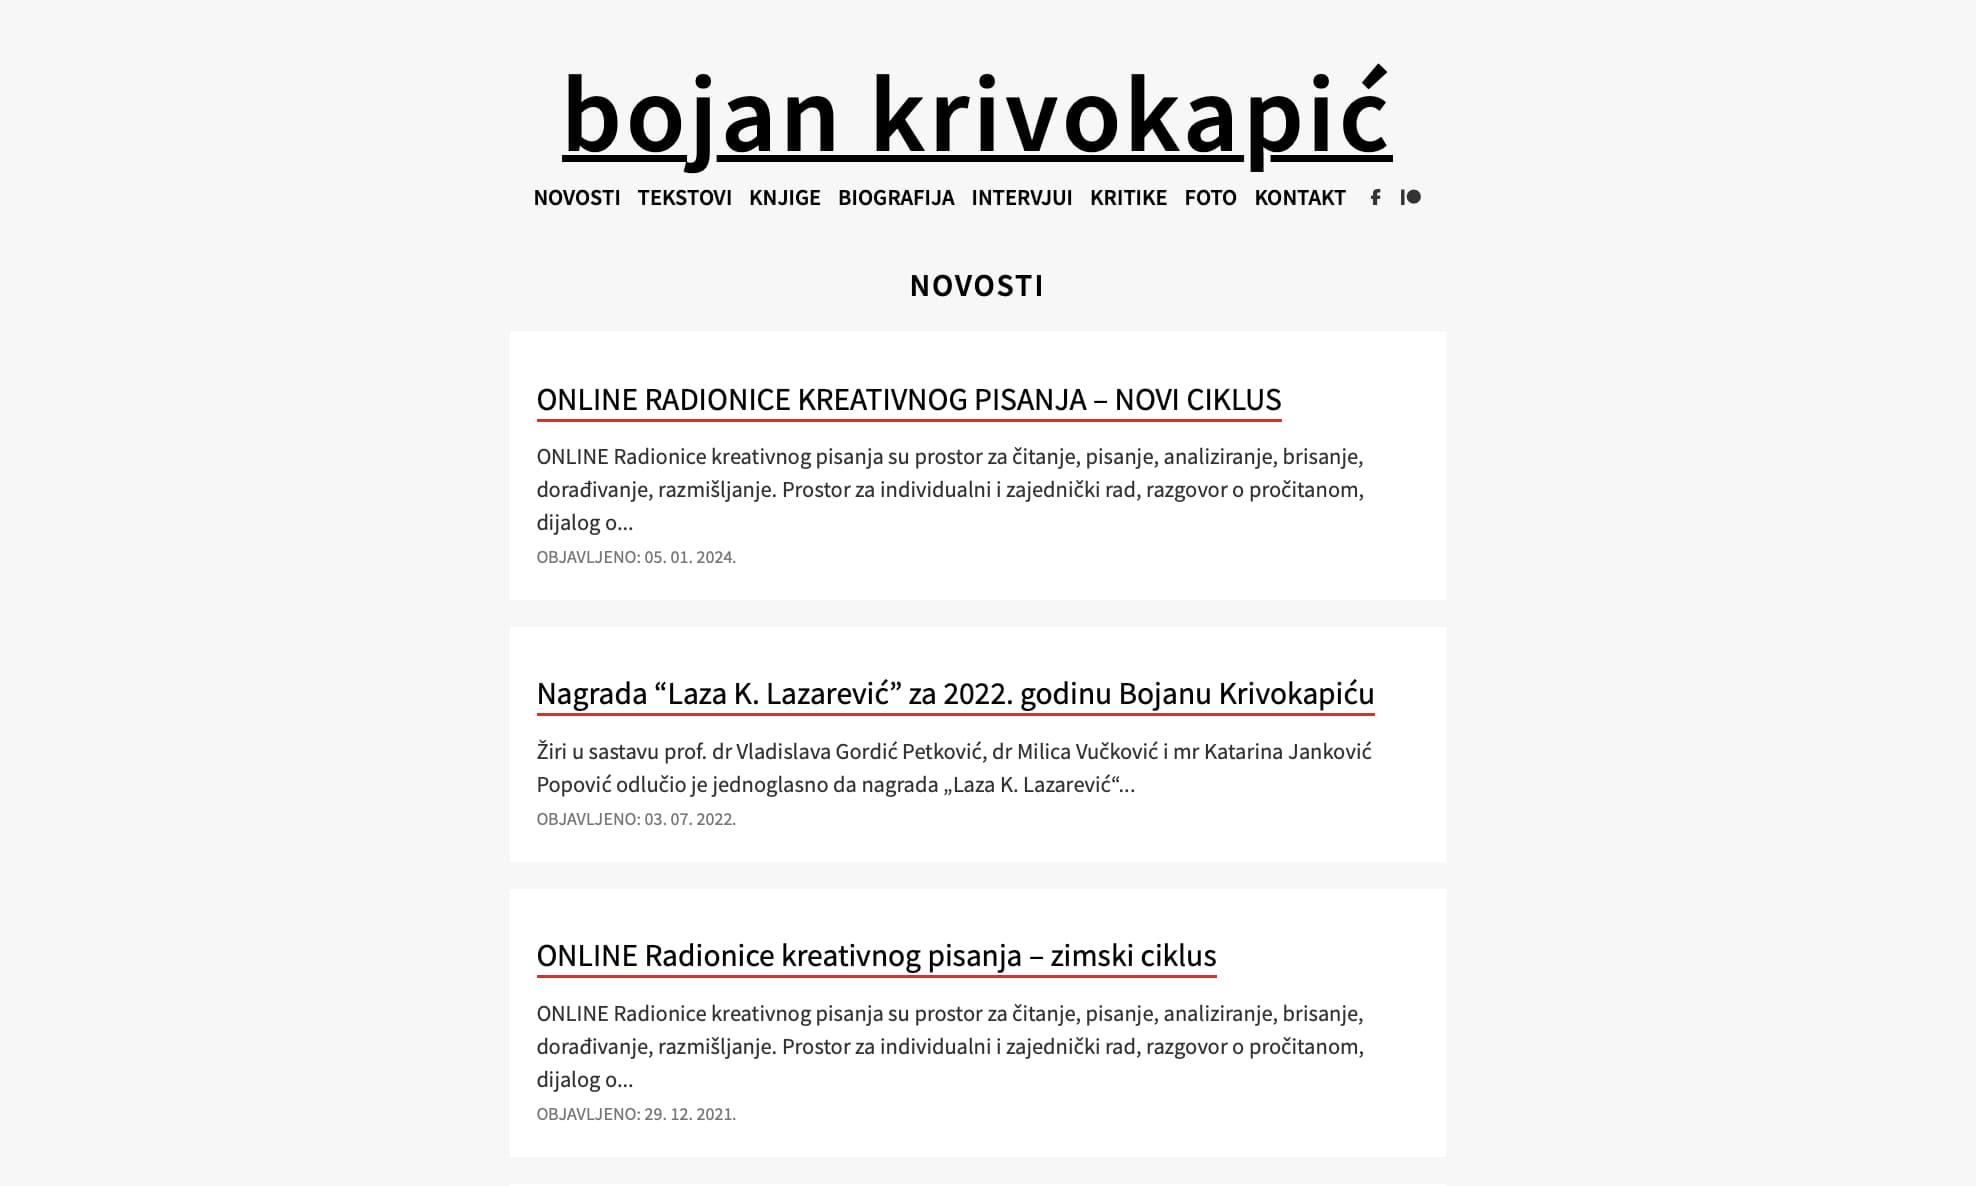 bojan krivokapić
NOVOSTI TEKSTOVI KNJIGE BIOGRAFIJA INTERVJUI KRITIKE FOTO KONTAKT
NOVOSTI
ONLINE RADIONICE KREATIVNOG PISANJA – NOVI CIKLUS
ONLINE Radionice kreativnog pisanja su prostor za čitanje, pisanje, analiziranje, brisanje,
dorađivanje, razmišljanje. Prostor za individualni i zajednički rad, razgovor o pročitanom,
dijalog o...
OBJAVLJENO: 05. 01. 2024.
Nagrada “Laza K. Lazarević” za 2022. godinu Bojanu Krivokapiću
Žiri u sastavu prof. dr Vladislava Gordić Petković, dr Milica Vučković i mr Katarina Janković
Popović odlučio je jednoglasno da nagrada „Laza K. Lazarević“...
OBJAVLJENO: 03. 07. 2022.
ONLINE Radionice kreativnog pisanja – zimski ciklus
ONLINE Radionice kreativnog pisanja su prostor za čitanje, pisanje, analiziranje, brisanje,
dorađivanje, razmišljanje. Prostor za individualni i zajednički rad, razgovor o pročitanom,
dijalog o...
OBJAVLJENO: 29. 12. 2021.